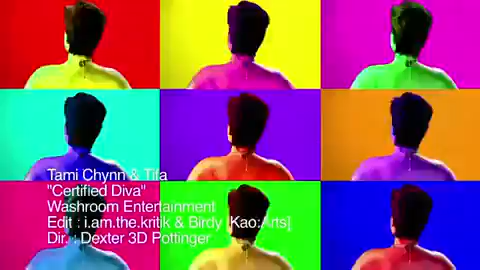 Tami Chynn & Tifa
"Certified Diva"
Washroom Entertainment
Edit : i.am.the.kritik & Birdy [Kao:Arts]
Dir. : Dexter 3D Pottinger